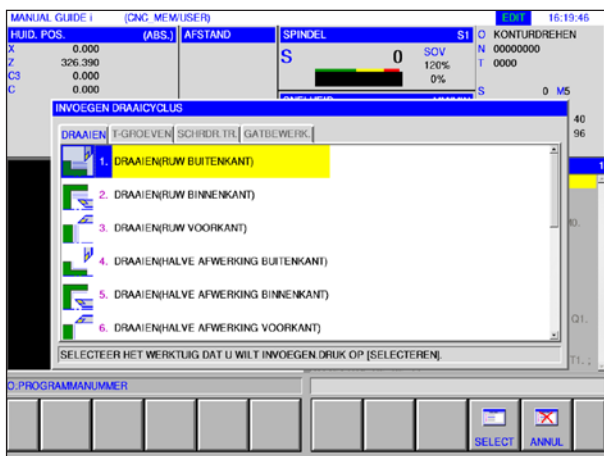 MANUAL GUIDE i (CNC_MEM/USER) EDIT 16:19:46
HUID. POS. (ABS.) AFSTAND SPINDEL S1 O KONTURDREHEN
X 0.000 S 0 SOV N 00000000
Z 326.390 120% T 0000
C3 0.000 0%
C 0.000 S 0 M5
INVOEGEN DRAAICYCLUS
40
96
DRAAIEN T-GROEVEN SCHRDR.TR. GATBEWERK.
1. DRAAIEN(RUW BUITENKANT)
2. DRAAIEN(RUW BINNENKANT)
3. DRAAIEN(RUW VOORKANT)
4. DRAAIEN(HALVE AFWERKING BUITENKANT)
5. DRAAIEN(HALVE AFWERKING BINNENKANT)
6. DRAAIEN(HALVE AFWERKING VOORKANT)
Q1.
T1.;
SELECTEER HET WERKTUIG DAT U WILT INVOEGEN.DRUK OP [SELECTEREN].
O:PROGRAMMANUMMER
SELECT ANNUL